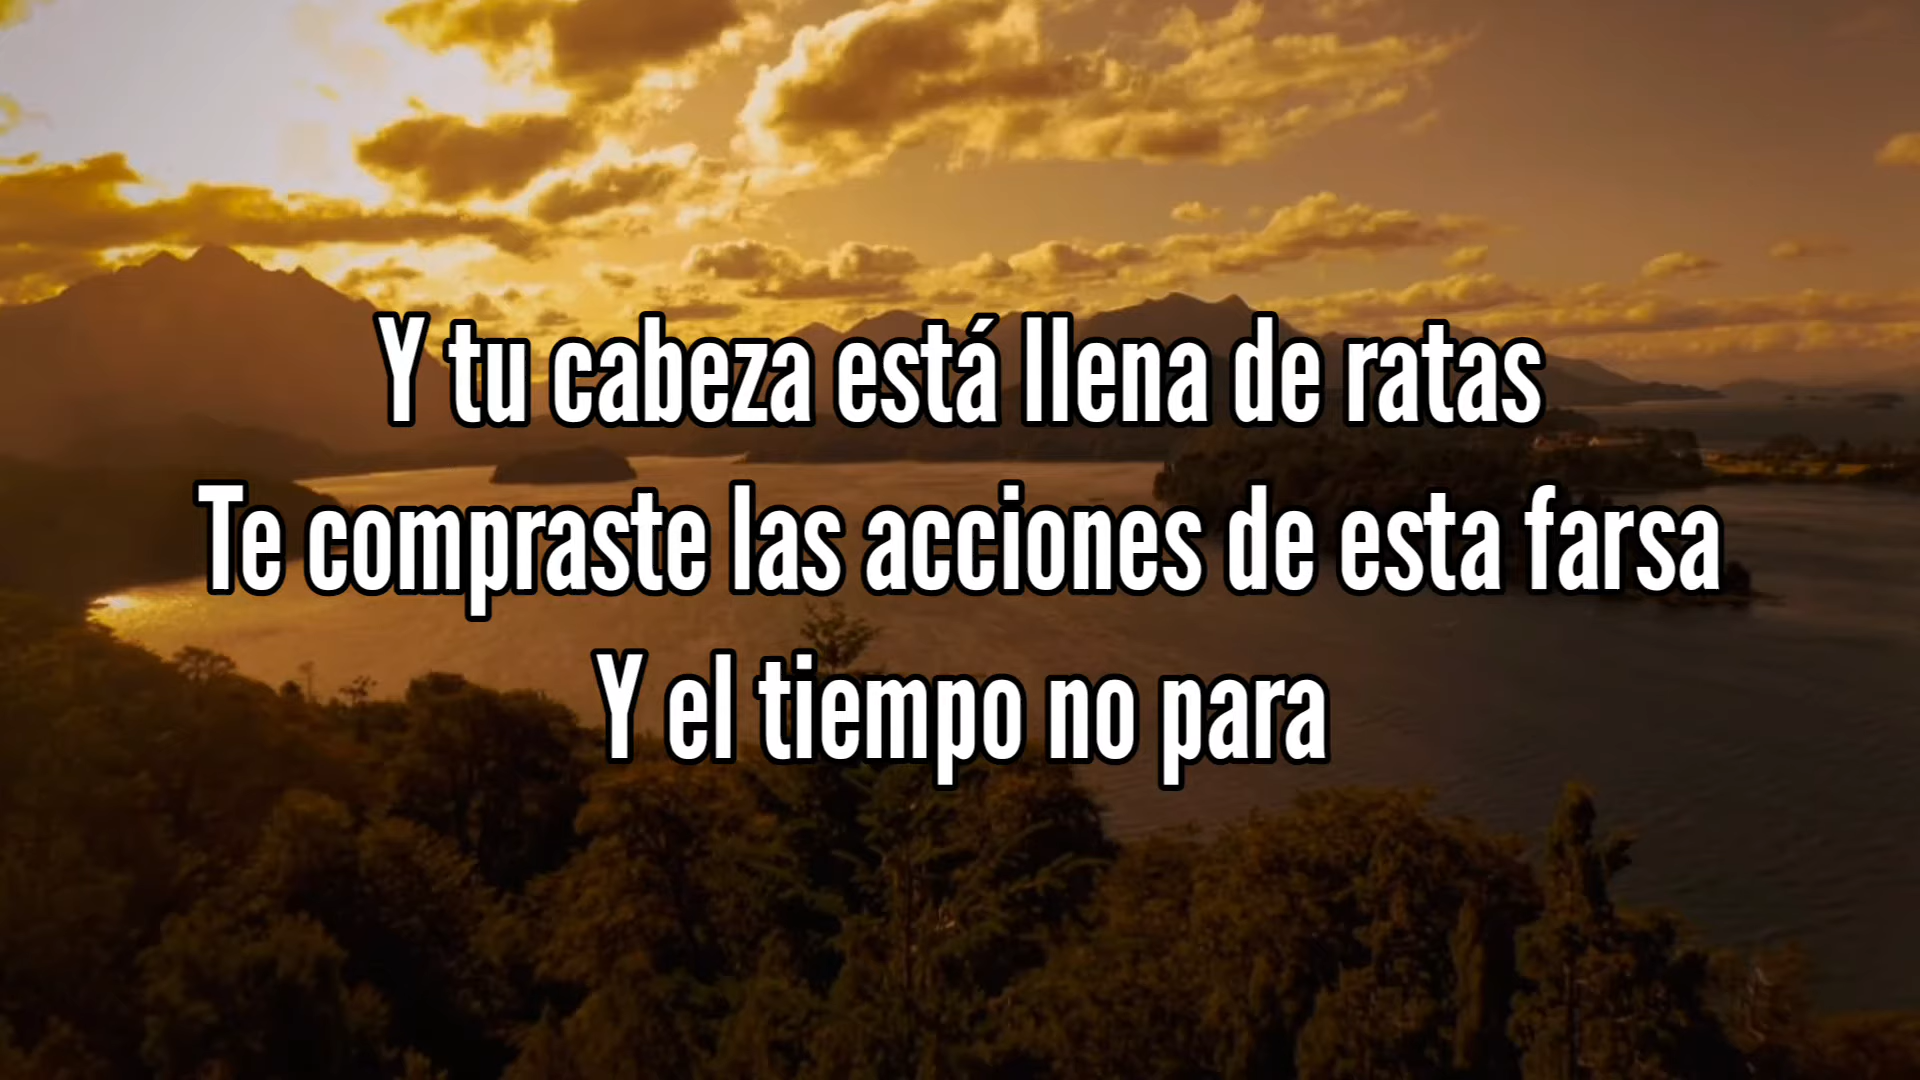 Y tu cabeza está llena de ratas
Te compraste las acciones de esta farsa
Y el tiempo no para